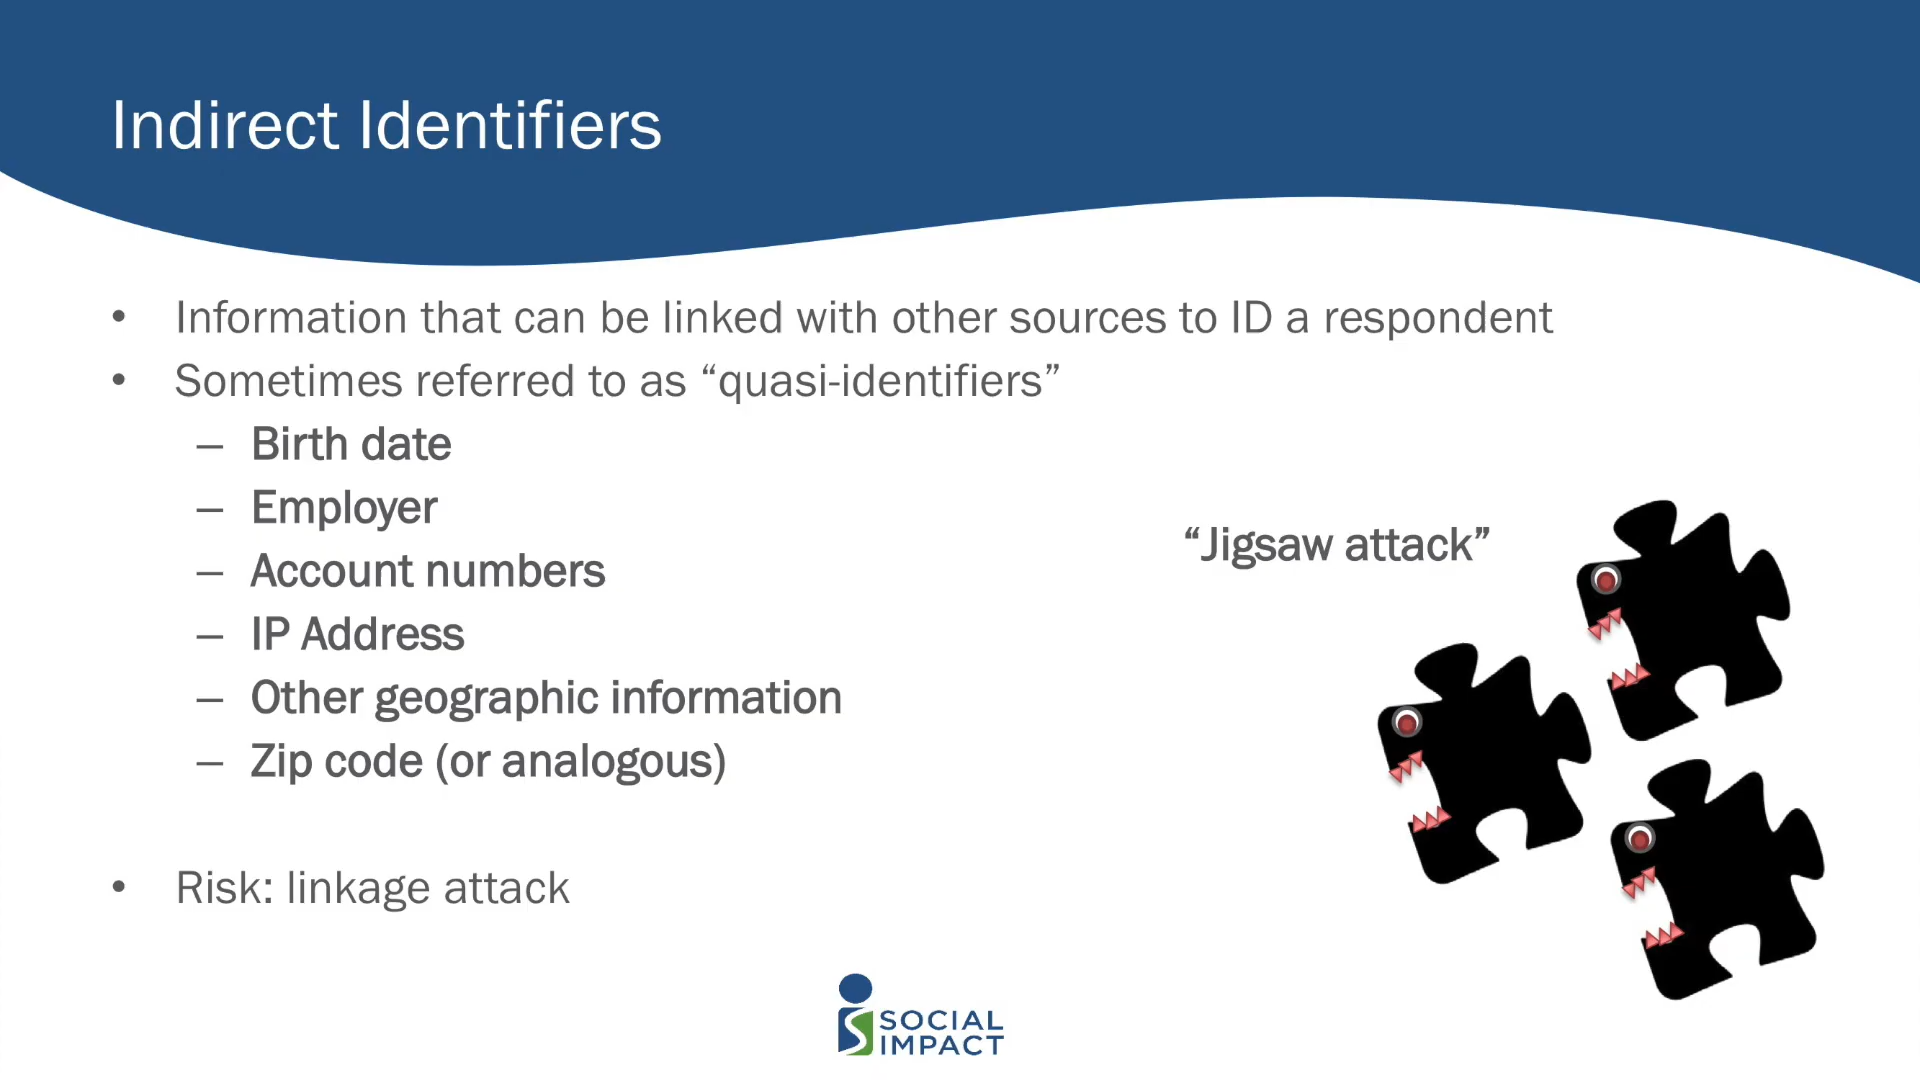 Indirect Identifiers
• Information that can be linked with other sources to ID a respondent
• Sometimes referred to as “quasi-identifiers”
– Birth date
– Employer
– Account numbers
– IP Address
– Other geographic information
– Zip code (or analogous)
“Jigsaw attack”
• Risk: linkage attack
SOCIAL
IMPACT